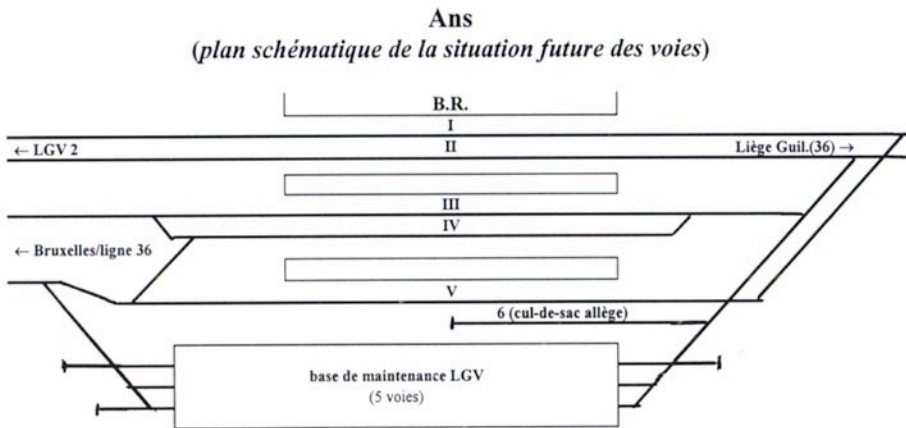 Ans
(plan schématique de la situation future des voies)
B.R.
I
← LGV 2
II
Liège Guil.(36) →
III
IV
← Bruxelles/ligne 36
V
6 (cul-de-sac allège)
base de maintenance LGV
(5 voies)